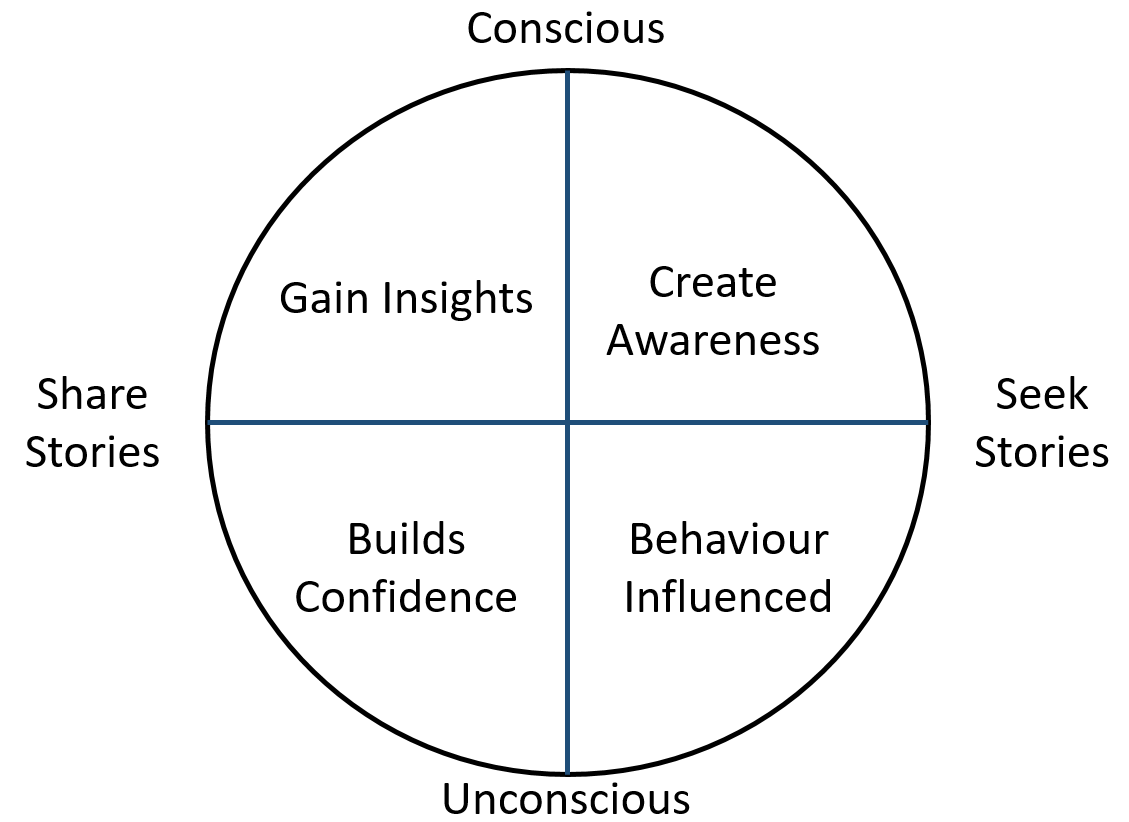 Conscious
Gain Insights
Create
Awareness
Share
Stories
Seek
Stories
Builds
Confidence
Behaviour
Influenced
Unconscious